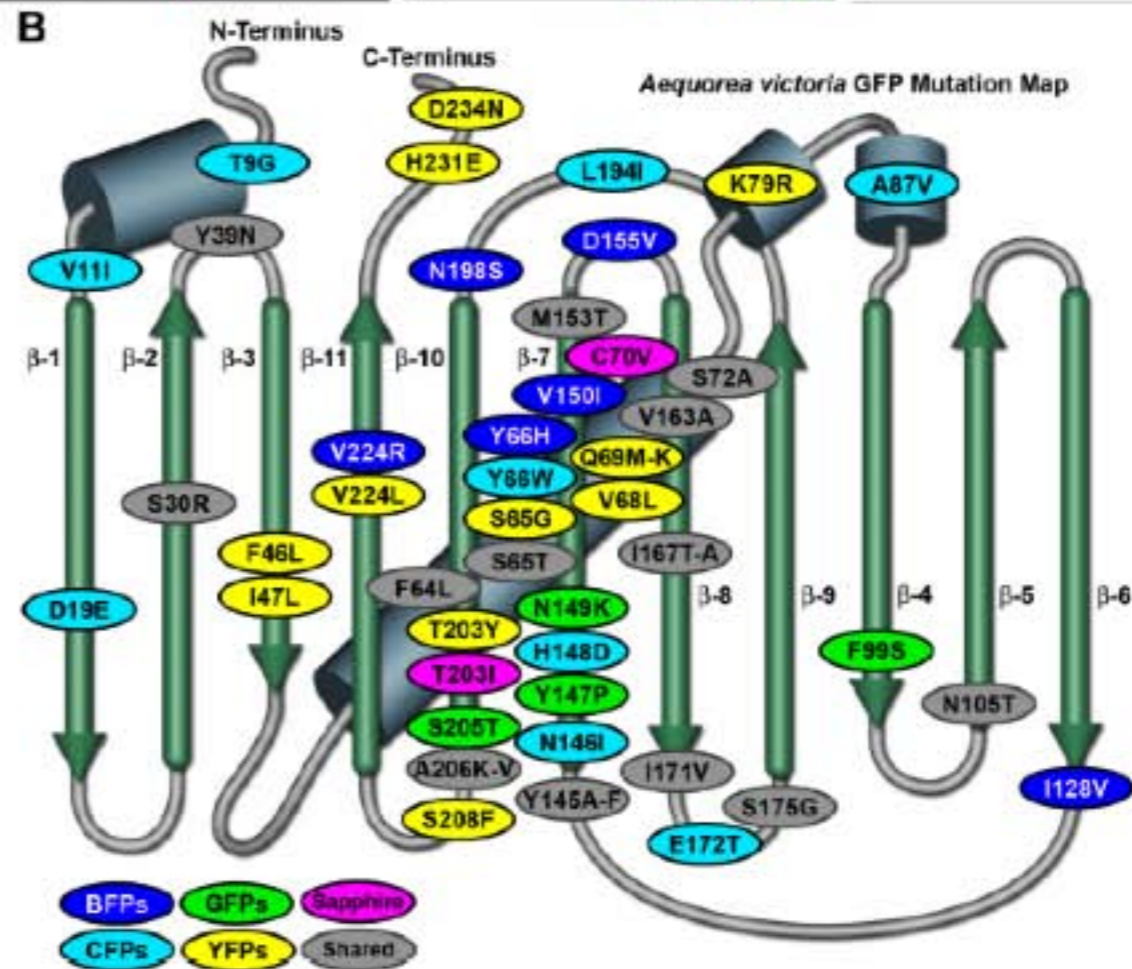 B
N-Terminus
C-Terminus
Aequorea victoria GFP Mutation Map
D234N
H231E
T9G
L194I
K79R
A87V
Y39N
V11I
N198S
D155V
M153T
β-1
β-2
β-3
β-11
β-10
β-7
C70V
S72A
V150I
V163A
Y66H
V224R
Q69M-K
Y66W
V224L
V68L
S30R
S65G
F46L
S65T
I167T-A
F64L
I47L
D19E
N149K
β-8
β-9
β-4
β-5
β-6
T203Y
H148D
F99S
T203I
Y147P
N105T
S205T
N146I
A206K-V
I171V
I128V
Y145A-F
S175G
S208F
E172T
BFPs GFPs Sapphire
CFPs YFPs Shared